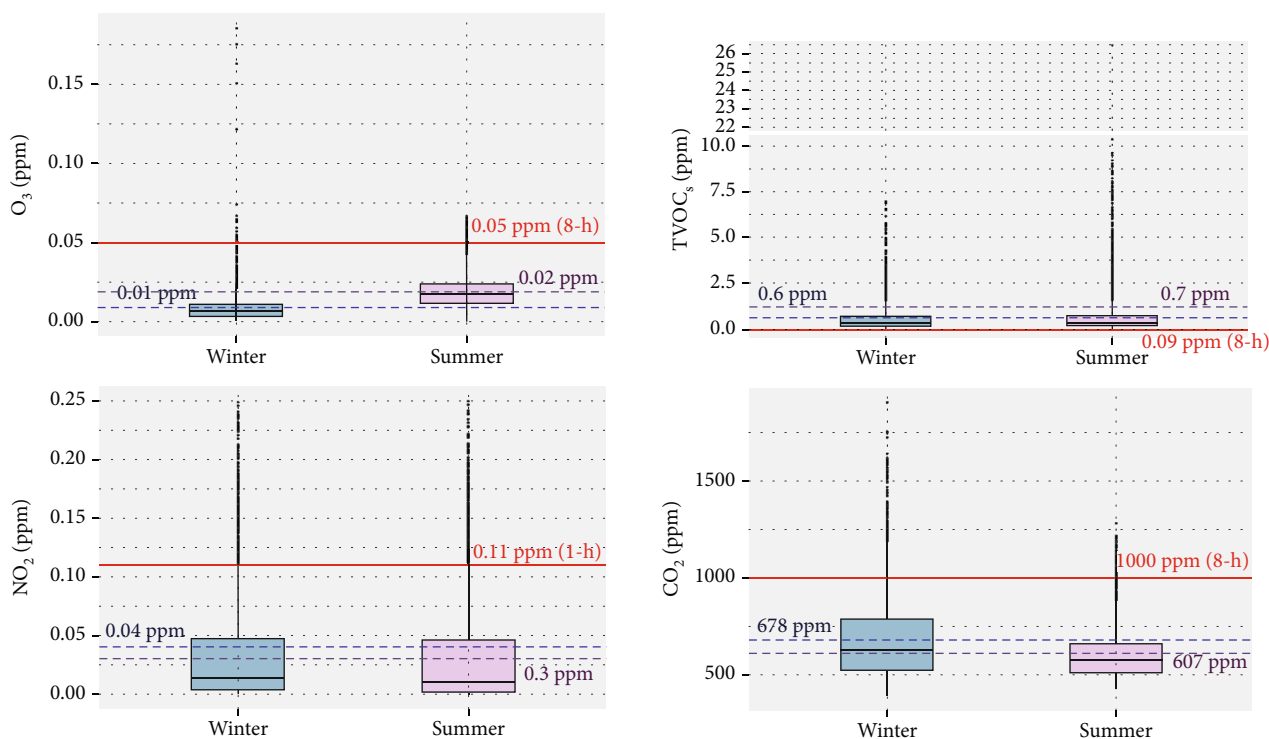 O3 (ppm)
0.15
0.10
0.05
0.00
0.05 ppm (8-h)
0.01 ppm
0.02 ppm
Winter
Summer
TVOCs (ppm)
26
25
24
23
22
10.0
7.5
5.0
2.5
0.0
0.6 ppm
0.7 ppm
0.09 ppm (8-h)
Winter
Summer
NO2 (ppm)
0.25
0.20
0.15
0.10
0.05
0.00
0.11 ppm (1-h)
0.04 ppm
0.3 ppm
Winter
Summer
CO2 (ppm)
1500
1000
500
1000 ppm (8-h)
678 ppm
607 ppm
Winter
Summer